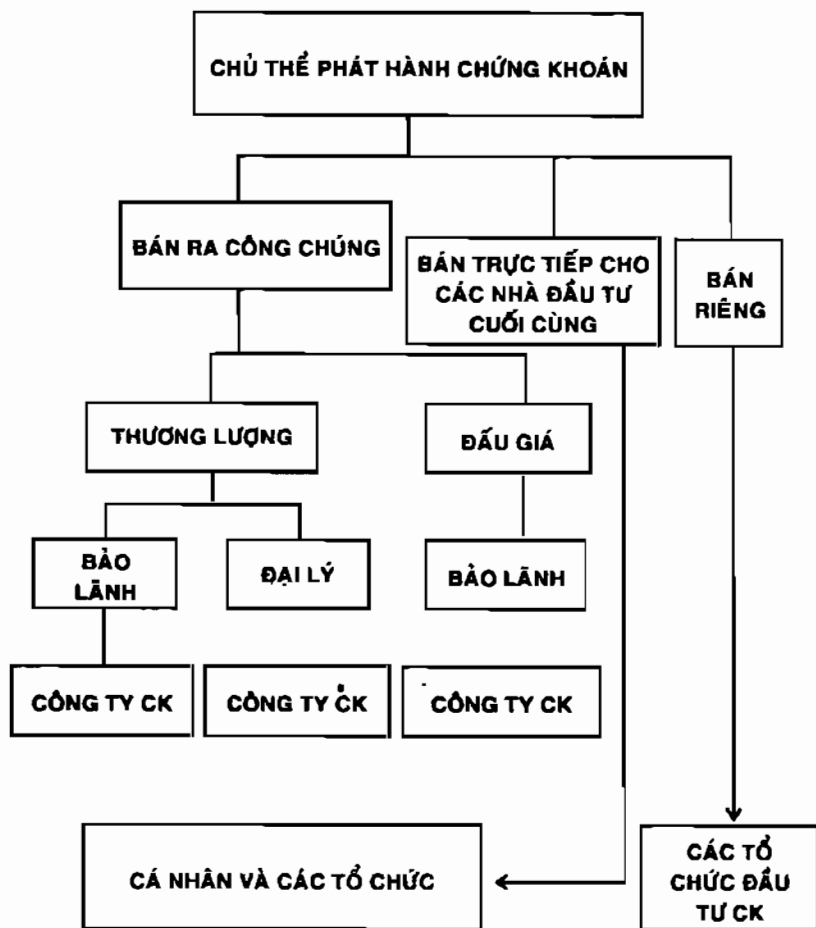 CHỦ THỂ PHÁT HÀNH CHỨNG KHOÁN
BÁN RA CÔNG CHÚNG
BÁN TRỰC TIẾP CHO
CÁC NHÀ ĐẦU TƯ
CUỐI CÙNG
BÁN
RIÊNG
THƯƠNG LƯỢNG
ĐẤU GIÁ
BẢO
LÃNH
ĐẠI LÝ
BẢO LÃNH
CÔNG TY CK
CÔNG TY CK
CÔNG TY CK
CÁ NHÂN VÀ CÁC TỔ CHỨC
CÁC TỔ
CHỨC ĐẦU
TƯ CK